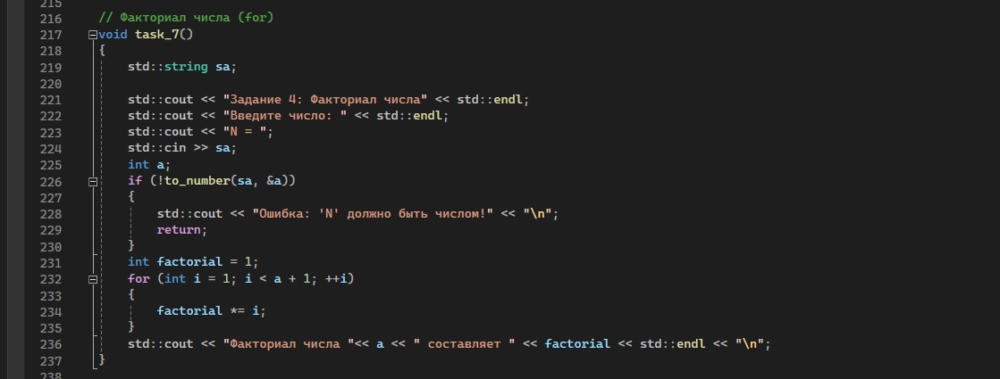 215
216 // Факториал числа (for)
217 void task_7()
218 {
219 std::string sa;
220
221 std::cout << "Задание 4: Факториал числа" << std::endl;
222 std::cout << "Введите число: " << std::endl;
223 std::cout << "N = ";
224 std::cin >> sa;
225 int a;
226 if (!to_number(sa, &a))
227 {
228 std::cout << "Ошибка: 'N' должно быть числом!" << "\n";
229 return;
230 }
231 int factorial = 1;
232 for (int i = 1; i < a + 1; ++i)
233 {
234 factorial *= i;
235 }
236 std::cout << "Факториал числа "<< a << " составляет " << factorial << std::endl << "\n";
237 }
238